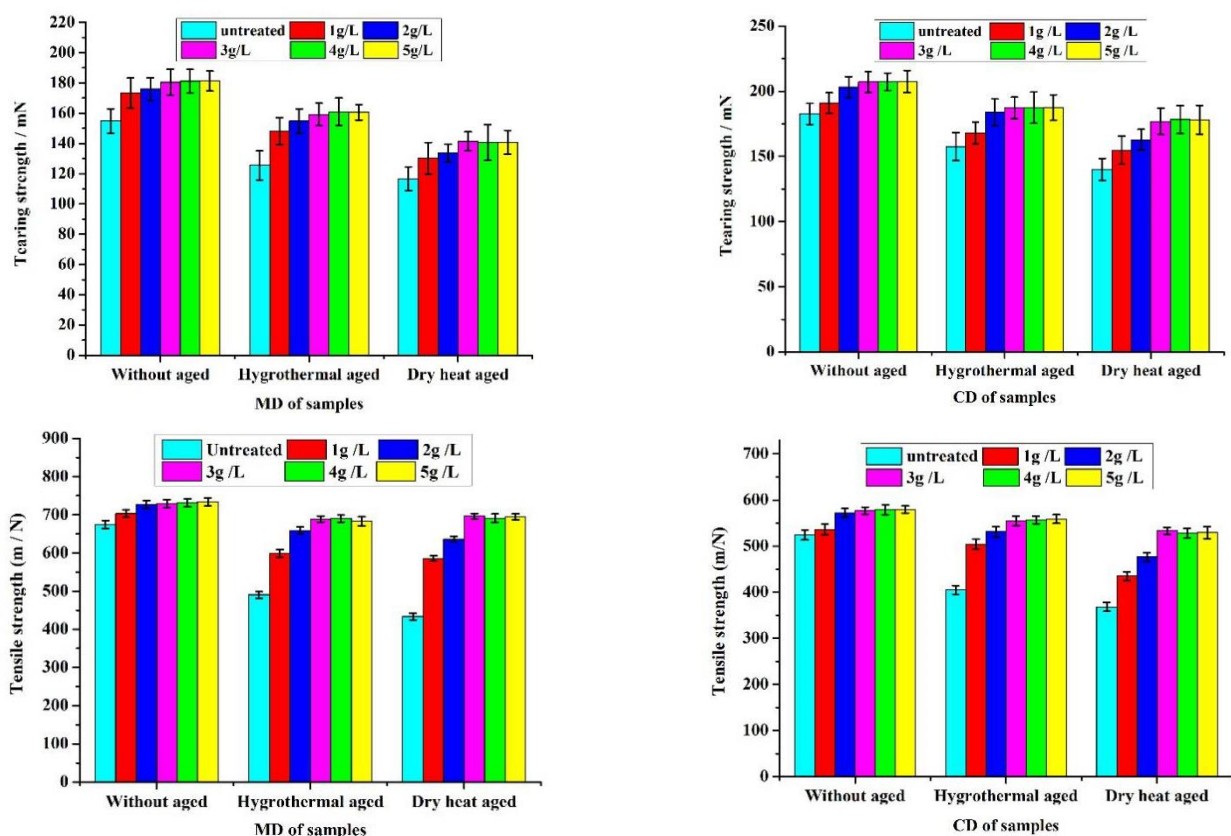 untreated 1g/L 2g/L
3g/L 4g/L 5g/L
Tearing strength / mN
220
200
180
160
140
120
100
80
60
40
20
0
Without aged Hygrothermal aged Dry heat aged
MD of samples
untreated 1g /L 2g /L
3g /L 4g /L 5g /L
Tearing strength / mN
250
200
150
100
50
0
Without aged Hygrothermal aged Dry heat aged
CD of samples
Untreated 1g /L 2g /L
3g /L 4g /L 5g /L
Tensile strength (m / N)
900
800
700
600
500
400
300
200
100
0
Without aged Hygrothermal aged Dry heat aged
MD of samples
untreated 1g /L 2g /L
3g /L 4g /L 5g /L
Tensile strength (m/N)
700
600
500
400
300
200
100
0
Without aged Hygrothermal aged Dry heat aged
CD of samples